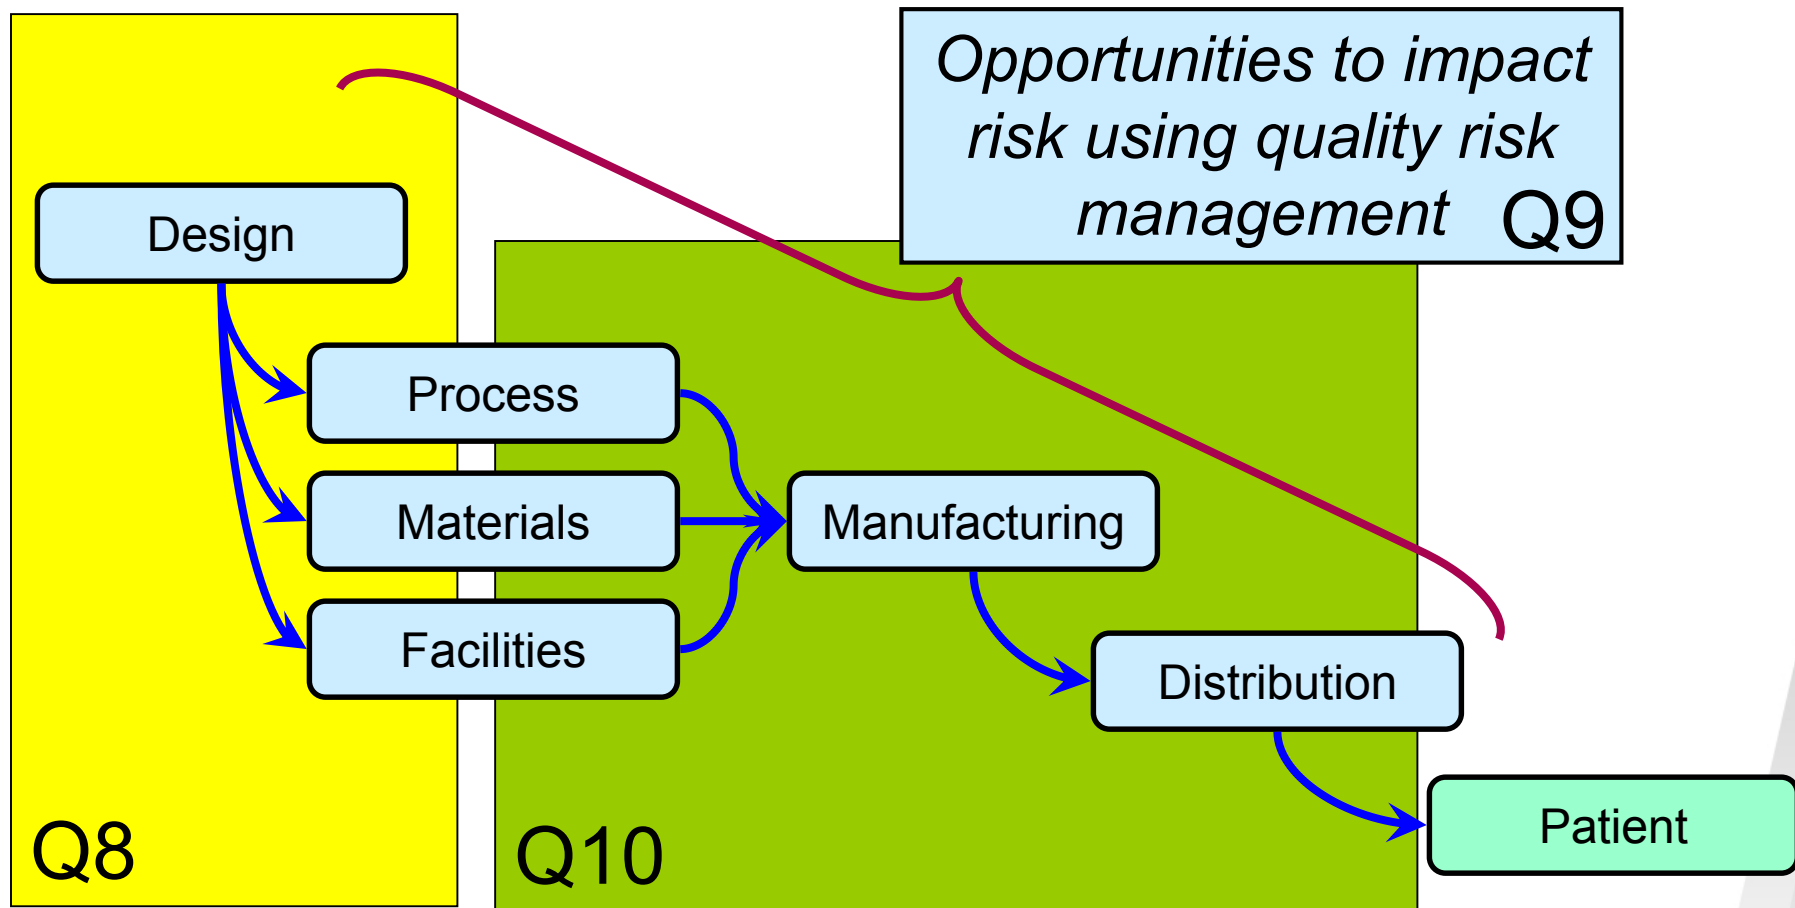 Opportunities to impact
risk using quality risk
management Q9
Design
Process
Materials
Manufacturing
Facilities
Distribution
Patient
Q8
Q10